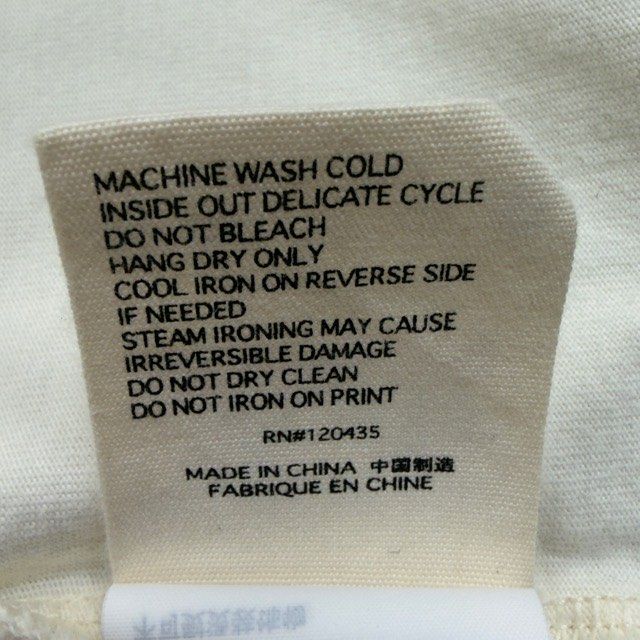 MACHINE WASH COLD
INSIDE OUT DELICATE CYCLE
DO NOT BLEACH
HANG DRY ONLY
COOL IRON ON REVERSE SIDE
IF NEEDED
STEAM IRONING MAY CAUSE
IRREVERSIBLE DAMAGE
DO NOT DRY CLEAN
DO NOT IRON ON PRINT
RN#120435
MADE IN CHINA 中国制造
FABRIQUE EN CHINE